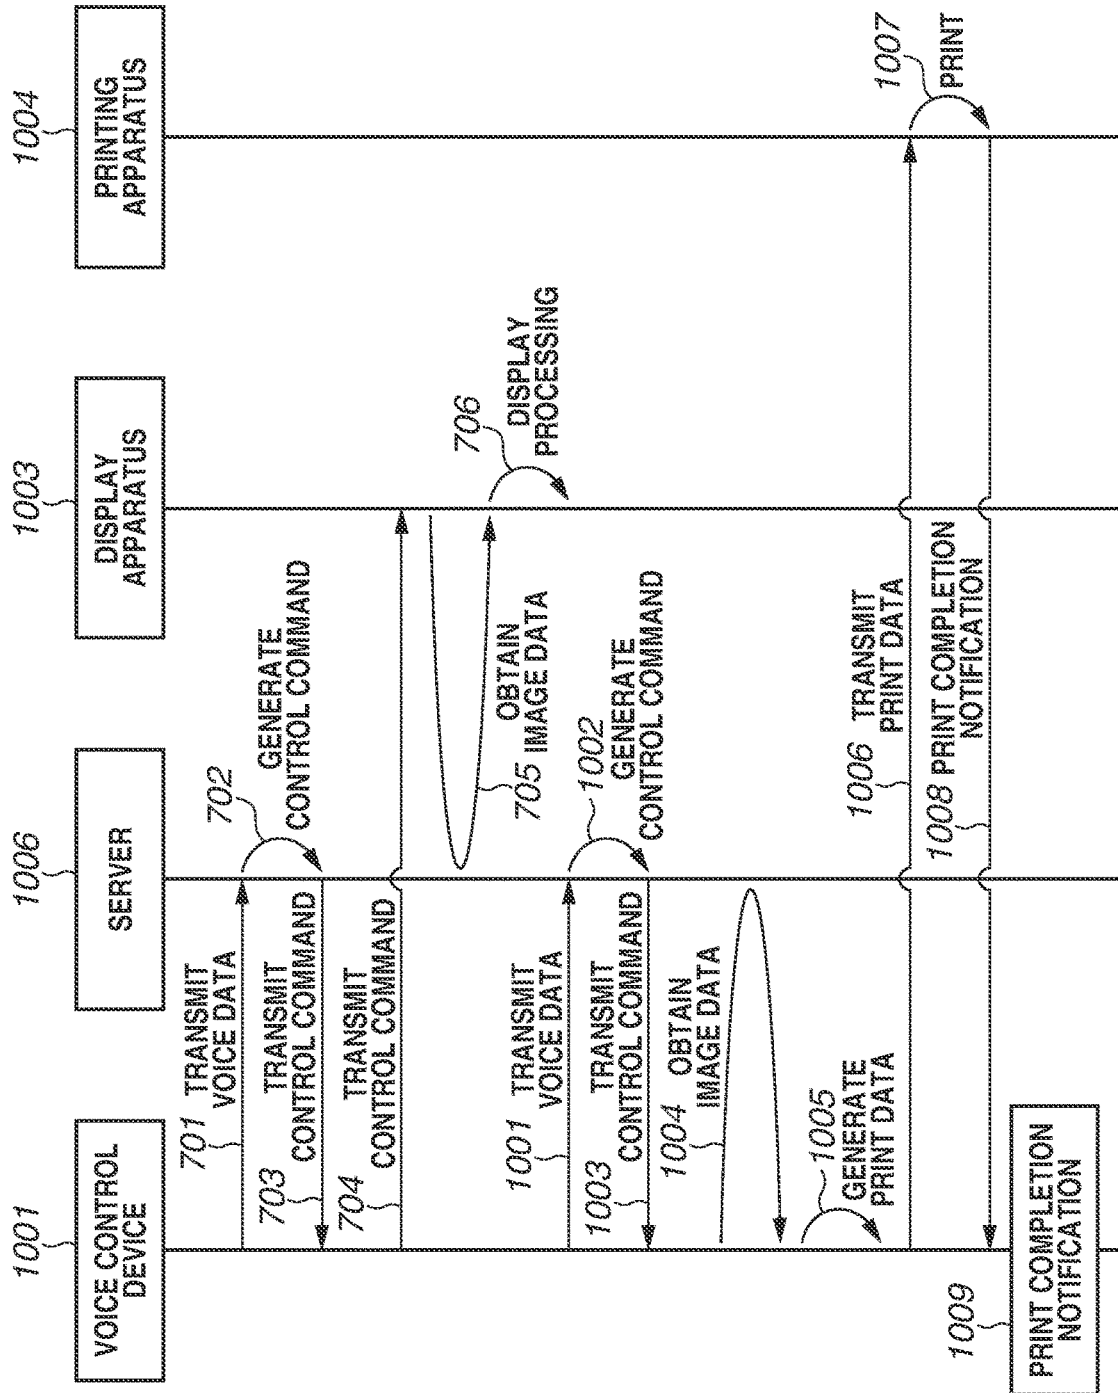 1001
VOICE CONTROL
DEVICE
1006
SERVER
1003
DISPLAY
APPARATUS
1004
PRINTING
APPARATUS
701
TRANSMIT
VOICE DATA
702
GENERATE
CONTROL COMMAND
703
TRANSMIT
CONTROL COMMAND
704
TRANSMIT
CONTROL COMMAND
705
OBTAIN
IMAGE DATA
706
DISPLAY
PROCESSING
1001
TRANSMIT
VOICE DATA
1002
GENERATE
CONTROL COMMAND
1003
TRANSMIT
CONTROL COMMAND
1004
OBTAIN
IMAGE DATA
1005
GENERATE
PRINT DATA
1006
TRANSMIT
PRINT DATA
1007
PRINT
1008 PRINT COMPLETION
NOTIFICATION
1009
PRINT COMPLETION
NOTIFICATION